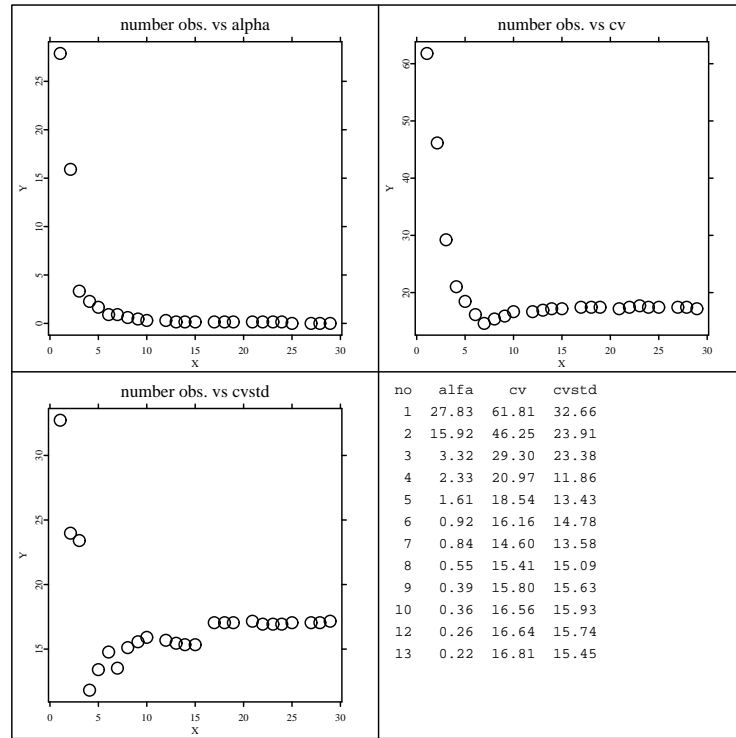 number obs. vs alpha
25
15
5
0
Y
0 5 10 15 20 25 30
X
number obs. vs cv
60
50
40
30
20
Y
0 5 10 15 20 25 30
X
number obs. vs cvstd
30
25
20
15
Y
0 5 10 15 20 25 30
X
no alfa cv cvstd
1 27.83 61.81 32.66
2 15.92 46.25 23.91
3 3.32 29.30 23.38
4 2.33 20.97 11.86
5 1.61 18.54 13.43
6 0.92 16.16 14.78
7 0.84 14.60 13.58
8 0.55 15.41 15.09
9 0.39 15.80 15.63
10 0.36 16.56 15.93
12 0.26 16.64 15.74
13 0.22 16.81 15.45